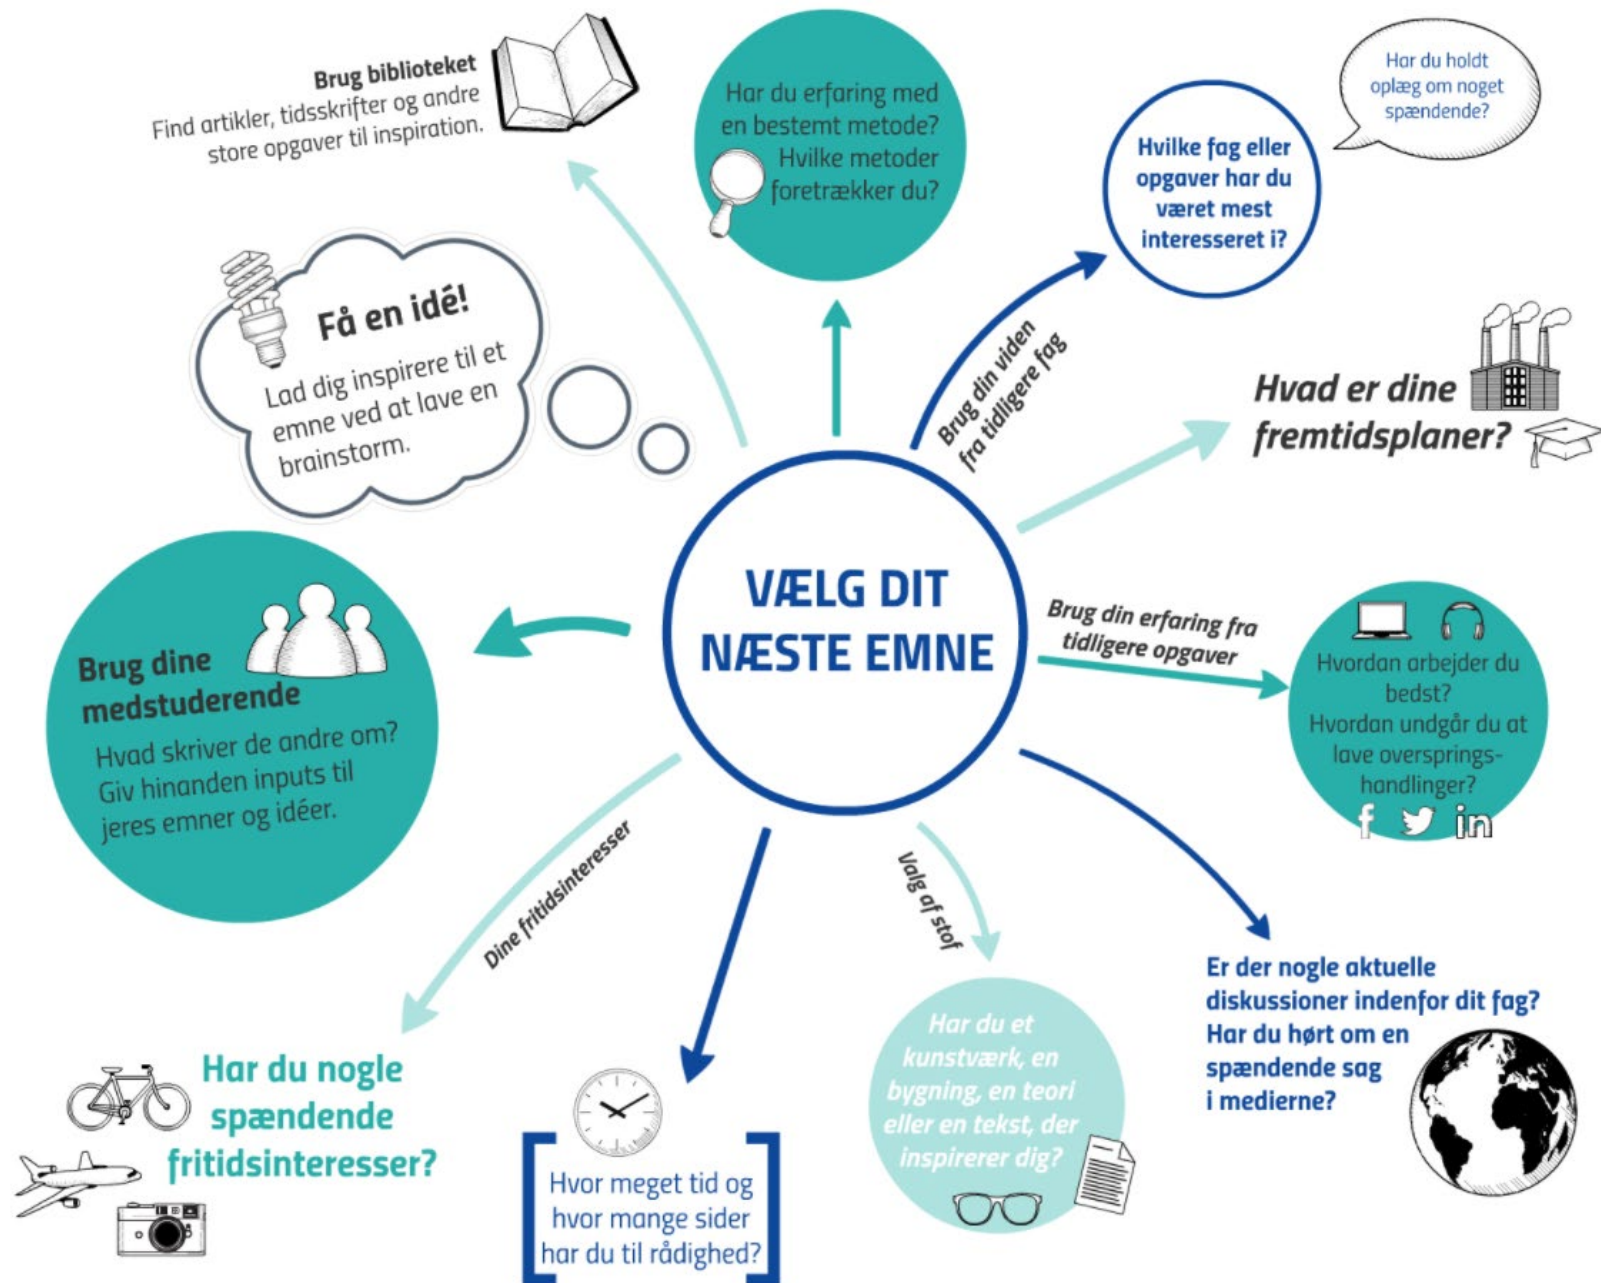 Brug biblioteket
Find artikler, tidsskrifter og andre
store opgaver til inspiration.
Har du erfaring med
en bestemt metode?
Hvilke metoder
foretrækker du?
Har du holdt
oplæg om noget
spændende?
Hvilke fag eller
opgaver har du
været mest
interesseret i?
Få en idé!
Lad dig inspirere til et
emne ved at lave en
brainstorm.
Brug din viden
fra tidligere fag
Hvad er dine
fremtidsplaner?
VÆLG DIT
NÆSTE EMNE
Brug din erfaring fra
tidligere opgaver
Hvordan arbejder du
bedst?
Hvordan undgår du at
lave oversprings-
handlinger?
f
in
Brug dine
medstuderende
Hvad skriver de andre om?
Giv hinanden inputs til
jeres emner og idéer.
Dine fritidsinteresser
Valg af stof
Er der nogle aktuelle
diskussioner indenfor dit fag?
Har du hørt om en
spændende sag
i medierne?
Har du nogle
spændende
fritidsinteresser?
Hvor meget tid og
hvor mange sider
har du til rådighed?
Har du et
kunstværk, en
bygning, en teori
eller en tekst, der
inspirerer dig?